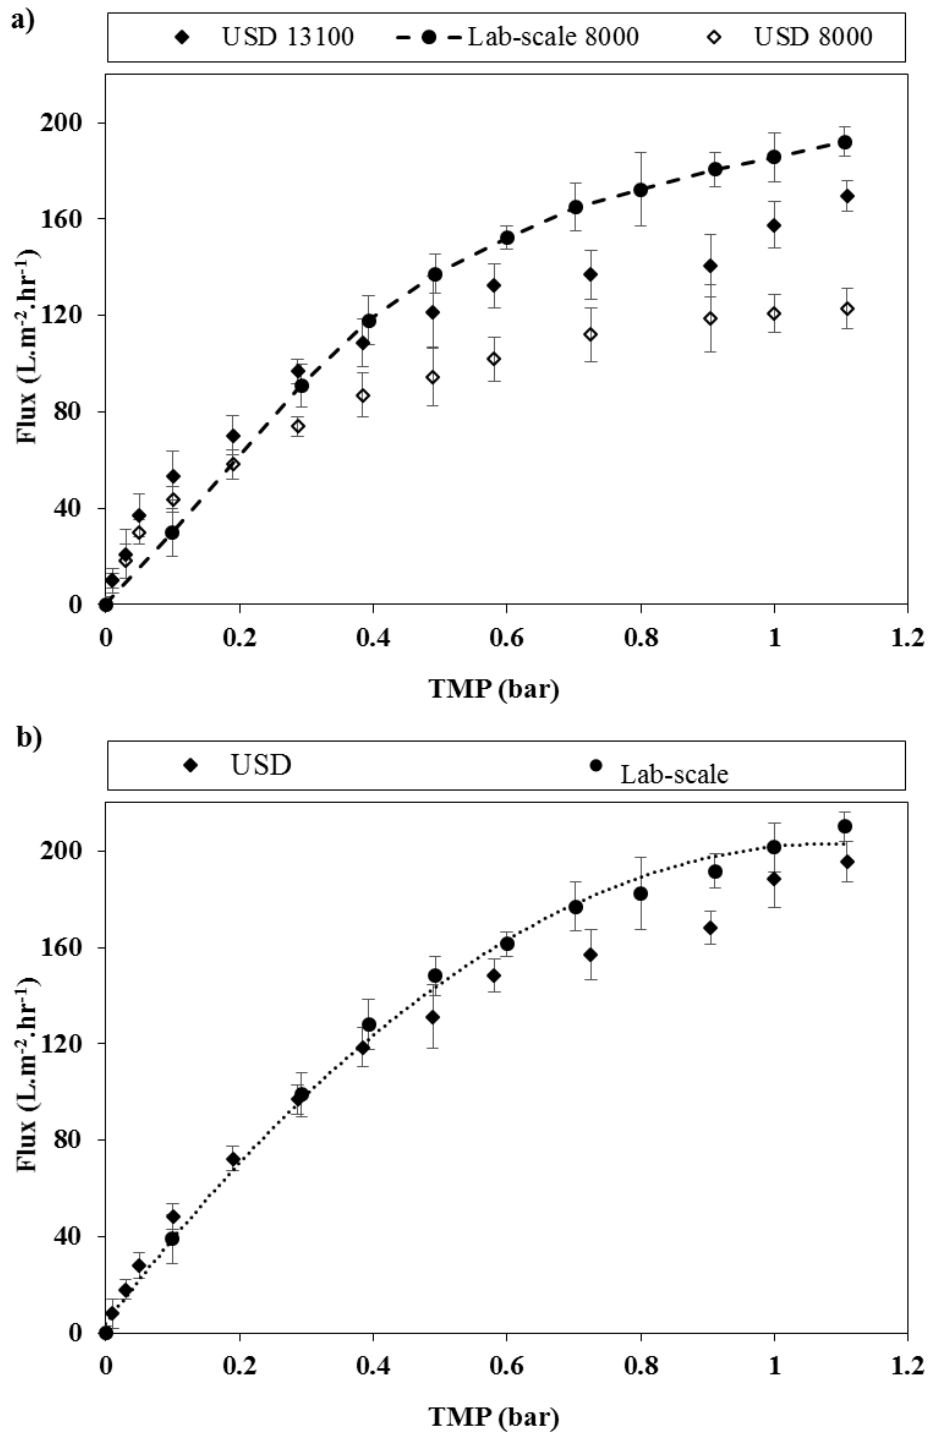 a)
USD 13100 Lab-scale 8000 USD 8000
200
160
120
80
40
0
Flux (L.m⁻².hr⁻¹)
0 0.2 0.4 0.6 0.8 1 1.2
TMP (bar)
b)
USD Lab-scale
200
160
120
80
40
0
Flux (L.m⁻².hr⁻¹)
0 0.2 0.4 0.6 0.8 1 1.2
TMP (bar)